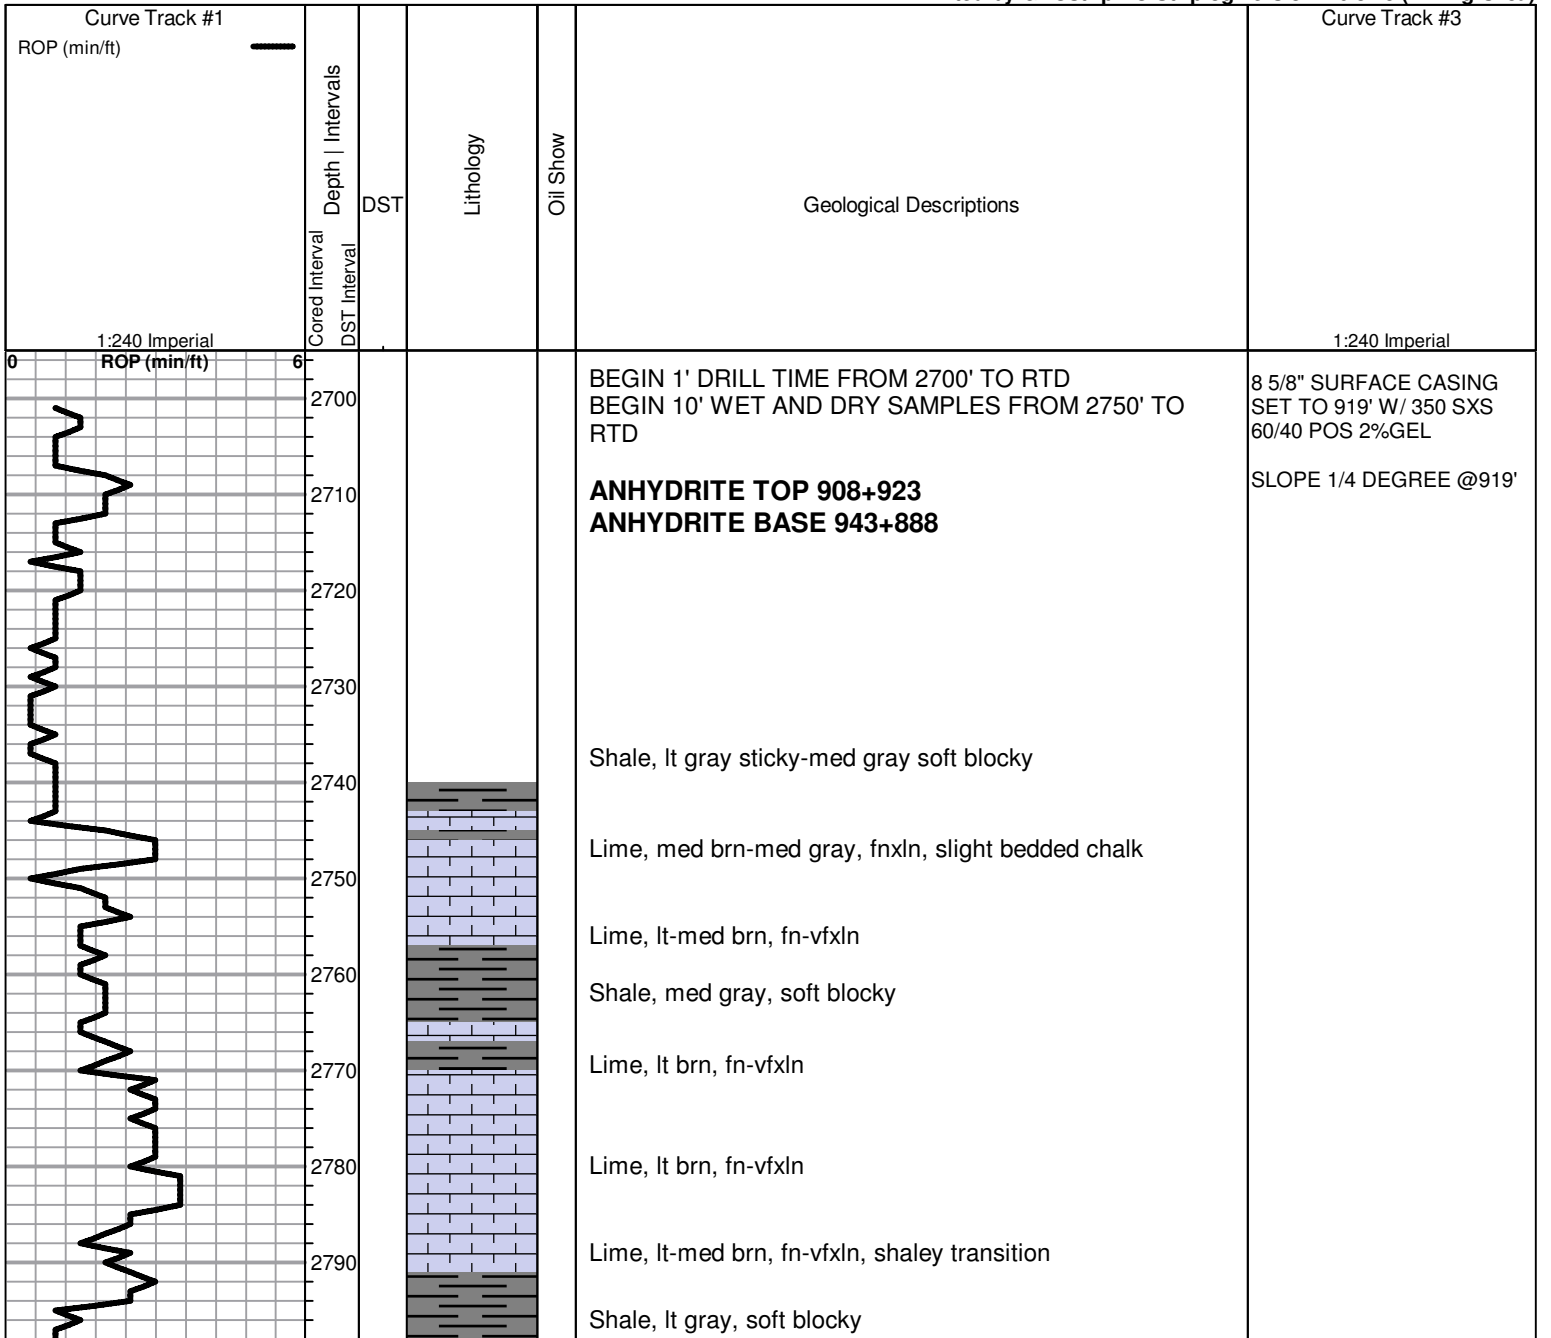 Curve Track #1
ROP (min/ft)
Depth | Intervals
Cored Interval
DST Interval
DST
Lithology
Oil Show
Geological Descriptions
Curve Track #3
1:240 Imperial
1:240 Imperial
0 ROP (min/ft) 6
BEGIN 1' DRILL TIME FROM 2700' TO RTD
BEGIN 10' WET AND DRY SAMPLES FROM 2750' TO
RTD
ANHYDRITE TOP 908+923
ANHYDRITE BASE 943+888
8 5/8" SURFACE CASING
SET TO 919' W/ 350 SXS
60/40 POS 2%GEL
SLOPE 1/4 DEGREE @919'
2700
2710
2720
2730
Shale, lt gray sticky-med gray soft blocky
2740
Lime, med brn-med gray, fnxln, slight bedded chalk
2750
Lime, lt-med brn, fn-vfxln
2760
Shale, med gray, soft blocky
Lime, lt brn, fn-vfxln
2770
Lime, lt brn, fn-vfxln
2780
Lime, lt-med brn, fn-vfxln, shaley transition
2790
Shale, lt gray, soft blocky